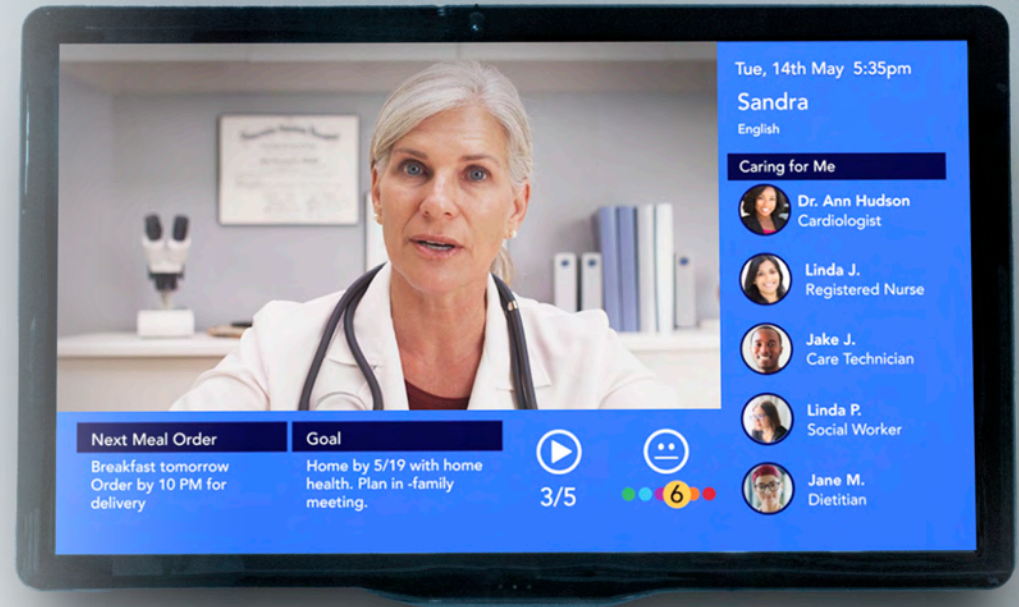 Tue, 14th May 5:35pm
Sandra
English
Caring for Me
Dr. Ann Hudson
Cardiologist
Linda J.
Registered Nurse
Jake J.
Care Technician
Linda P.
Social Worker
Jane M.
Dietitian
Next Meal Order
Breakfast tomorrow
Order by 10 PM for
delivery
Goal
Home by 5/19 with home
health. Plan in -family
meeting.
3/5
6